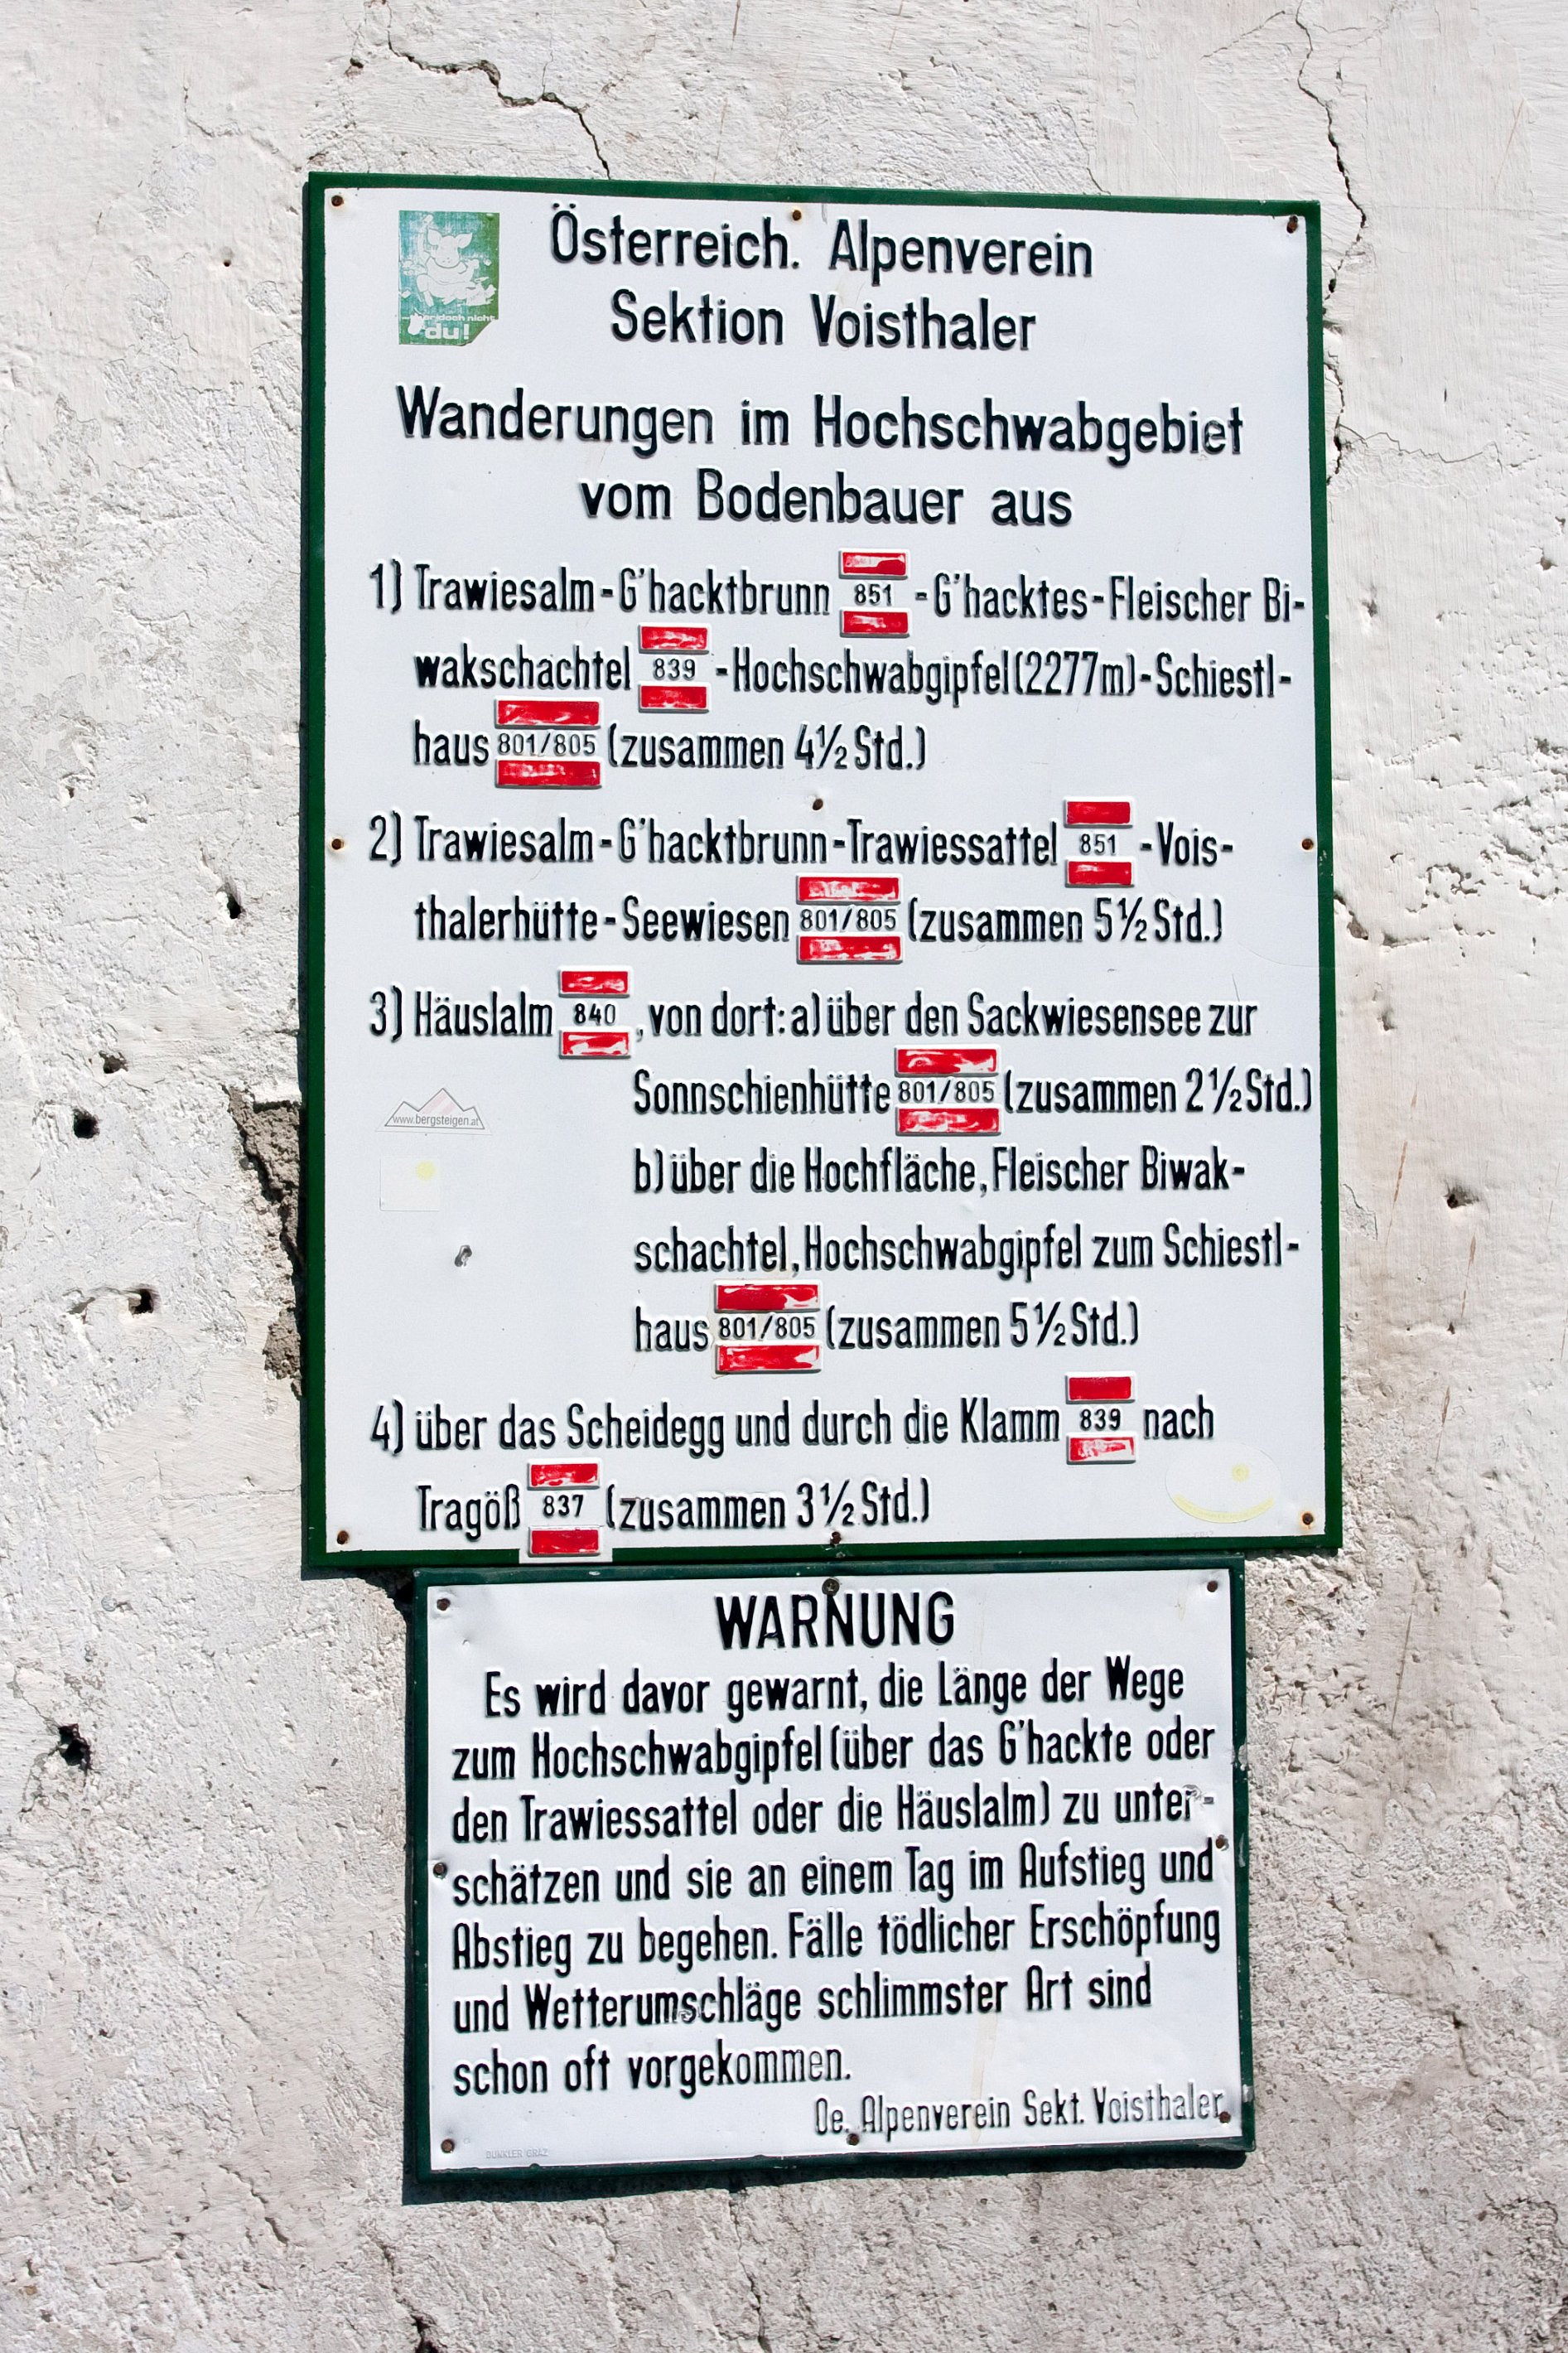 Österreich. Alpenverein
Sektion Voisthaler
du!
Wanderungen im Hochschwabgebiet
vom Bodenbauer aus
1) Trawiesalm-G'hacktbrunn 851 -G'hacktes-Fleischer Bi-
wakschachtel 839 -Hochschwabgipfel(2277m)-Schiestl-
haus 801/805 (zusammen 4½ Std.)
2) Trawiesalm-G'hacktbrunn-Trawiessattel 851 -Vois-
thalerhütte-Seewiesen 801/805 (zusammen 5½ Std.)
3) Häuslalm 840, von dort: a) über den Sackwiesensee zur
Sonnschienhütte 801/805 (zusammen 2½ Std.)
www.bergsteigen.at
b) über die Hochfläche, Fleischer Biwak-
schachtel, Hochschwabgipfel zum Schiestl-
haus 801/805 (zusammen 5½ Std.)
4) über das Scheidegg und durch die Klamm 839 nach
Tragöß 837 (zusammen 3½ Std.)
WARNUNG
Es wird davor gewarnt, die Länge der Wege
zum Hochschwabgipfel (über das G'hackte oder
den Trawiessattel oder die Häuslalm) zu unter-
schätzen und sie an einem Tag im Aufstieg und
Abstieg zu begehen. Fälle tödlicher Erschöpfung
und Wetterumschläge schlimmster Art sind
schon oft vorgekommen.
Oe. Alpenverein Sekt. Voisthaler
DUNKLER GRAZ